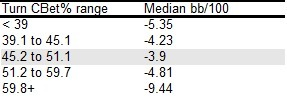 Turn CBet% range Median bb/100
< 39 -5.35
39.1 to 45.1 -4.23
45.2 to 51.1 -3.9
51.2 to 59.7 -4.81
59.8+ -9.44